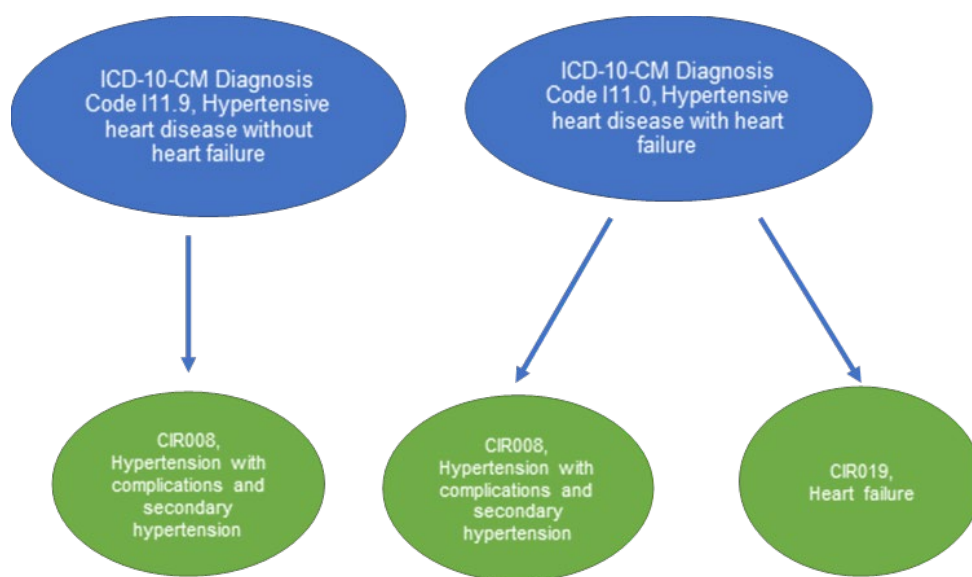 ICD-10-CM Diagnosis
Code I11.9, Hypertensive
heart disease without
heart failure
ICD-10-CM Diagnosis
Code I11.0, Hypertensive
heart disease with heart
failure
CIR008,
Hypertension with
complications and
secondary
hypertension
CIR008,
Hypertension with
complications and
secondary
hypertension
CIR019,
Heart failure